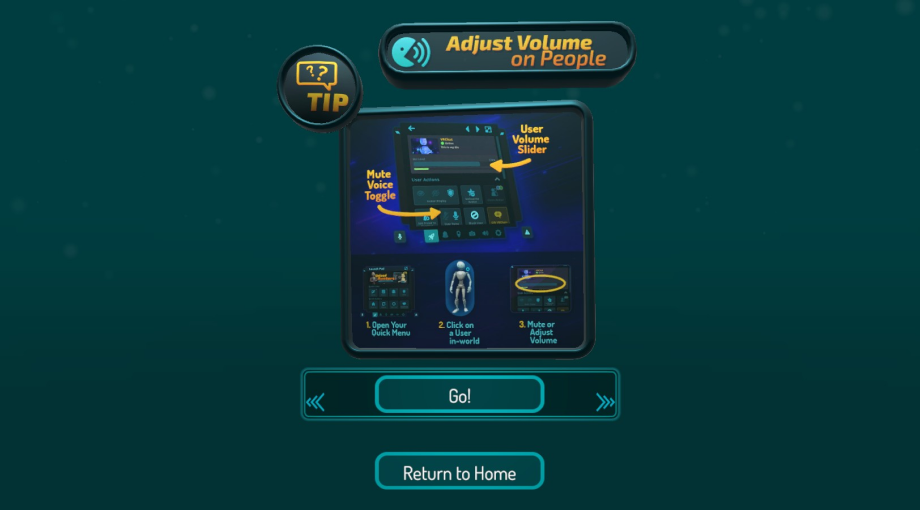 Adjust Volume
on People
??
TIP
User
Volume
Slider
Mute
Voice
Toggle
User Actions
1. Open Your
Quick Menu
2. Click on
a User
in-world
3. Mute or
Adjust
Volume
Go!
Return to Home